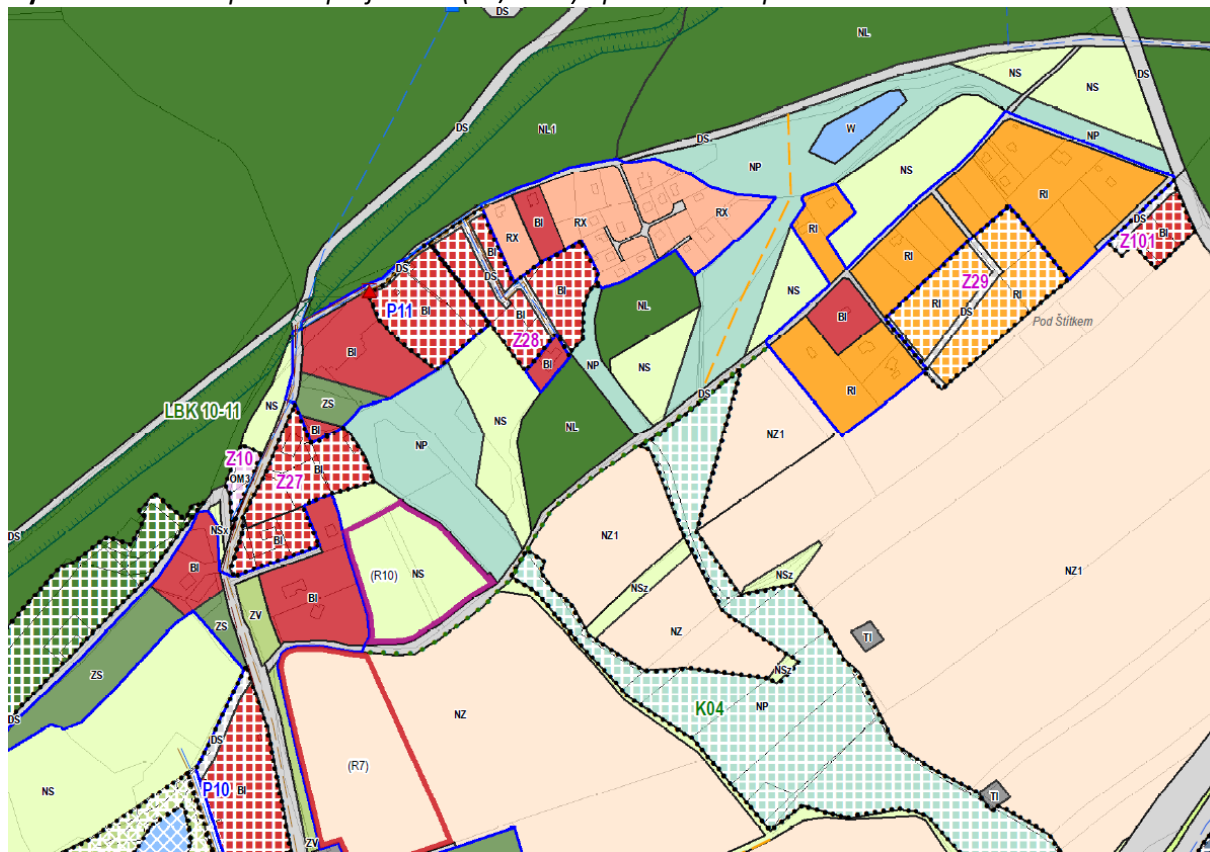 DS
NL
DS
NS
NS
DS
W
NL1
DS
NP
DS
NP
NS
RI
BI
RX
RX
RX
BI
RI
DS
Z101
BI
DS
DS
BI
RI
Z29
RI
P11
BI
BI
NS
DS
Pod Štítkem
NL
BI
Z28
BI
BI
RI
NP
NS
DS
LBK 10-11
NS
ZS
NS
NL
NZ1
BI
NP
Z10
OM3
Z27
BI
DS
NSx
BI
NZ1
BI
(R10)
NS
NZ1
NSz
NSz
BI
ZV
ZS
NZ
TI
NSz
ZS
K04
NP
DS
NZ
DS
(R7)
NS
P10
BI
TI
ZV